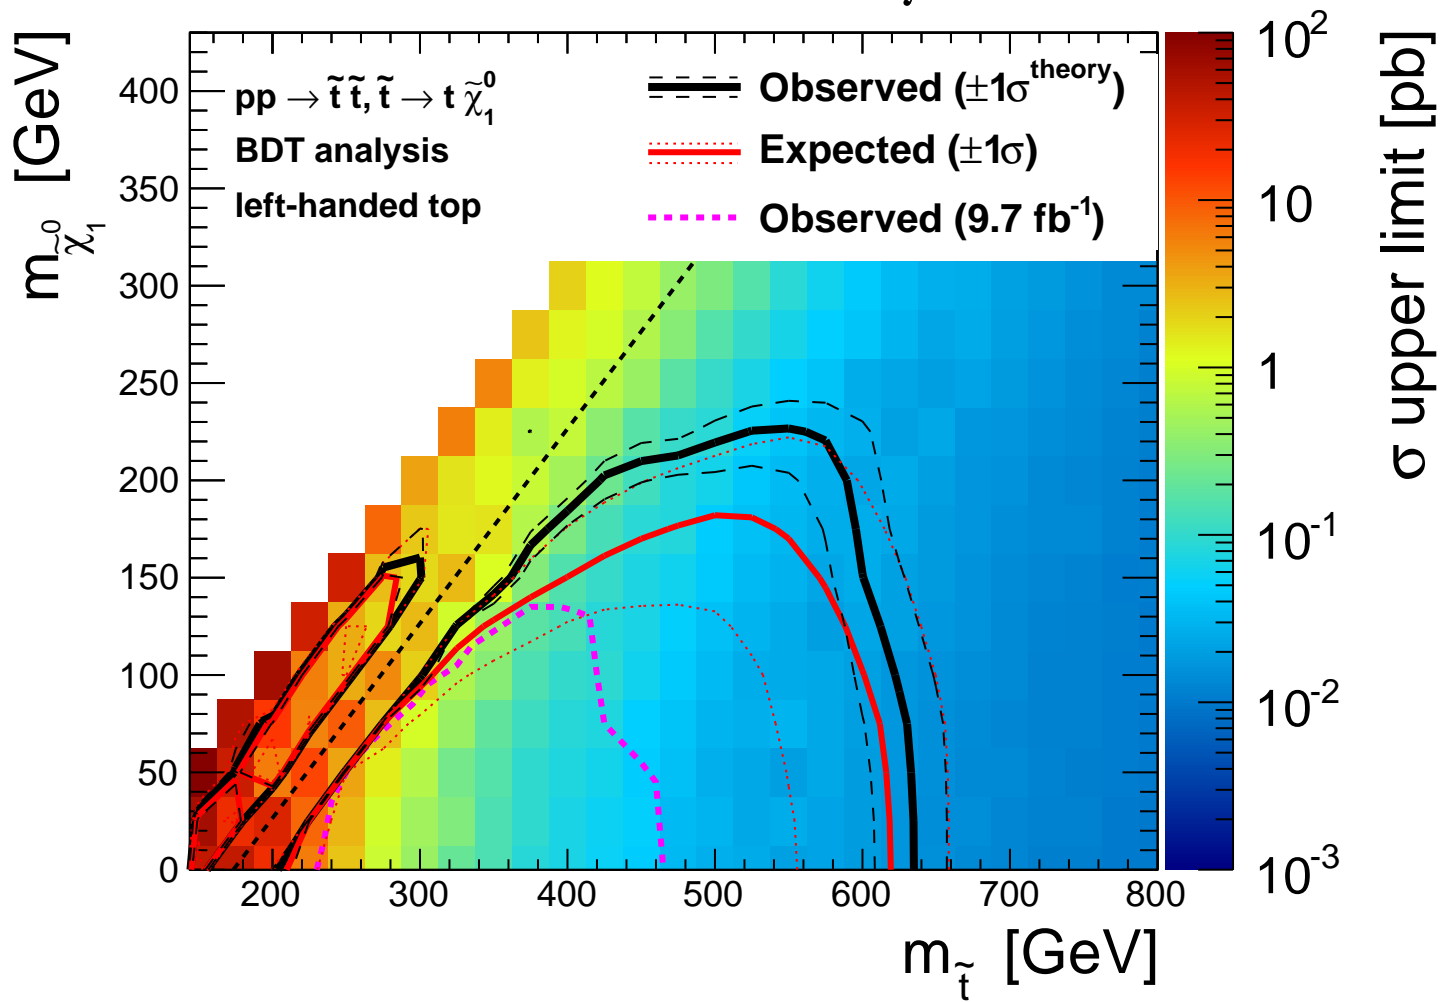 pp → t̃ t̃, t̃ → t χ̃₁⁰
BDT analysis
left-handed top
Observed (±1σ^theory)
Expected (±1σ)
Observed (9.7 fb⁻¹)
m_χ̃₁⁰ [GeV]
400
350
300
250
200
150
100
50
0
200 300 400 500 600 700 800
m_t̃ [GeV]
10²
10
1
10⁻¹
10⁻²
10⁻³
σ upper limit [pb]